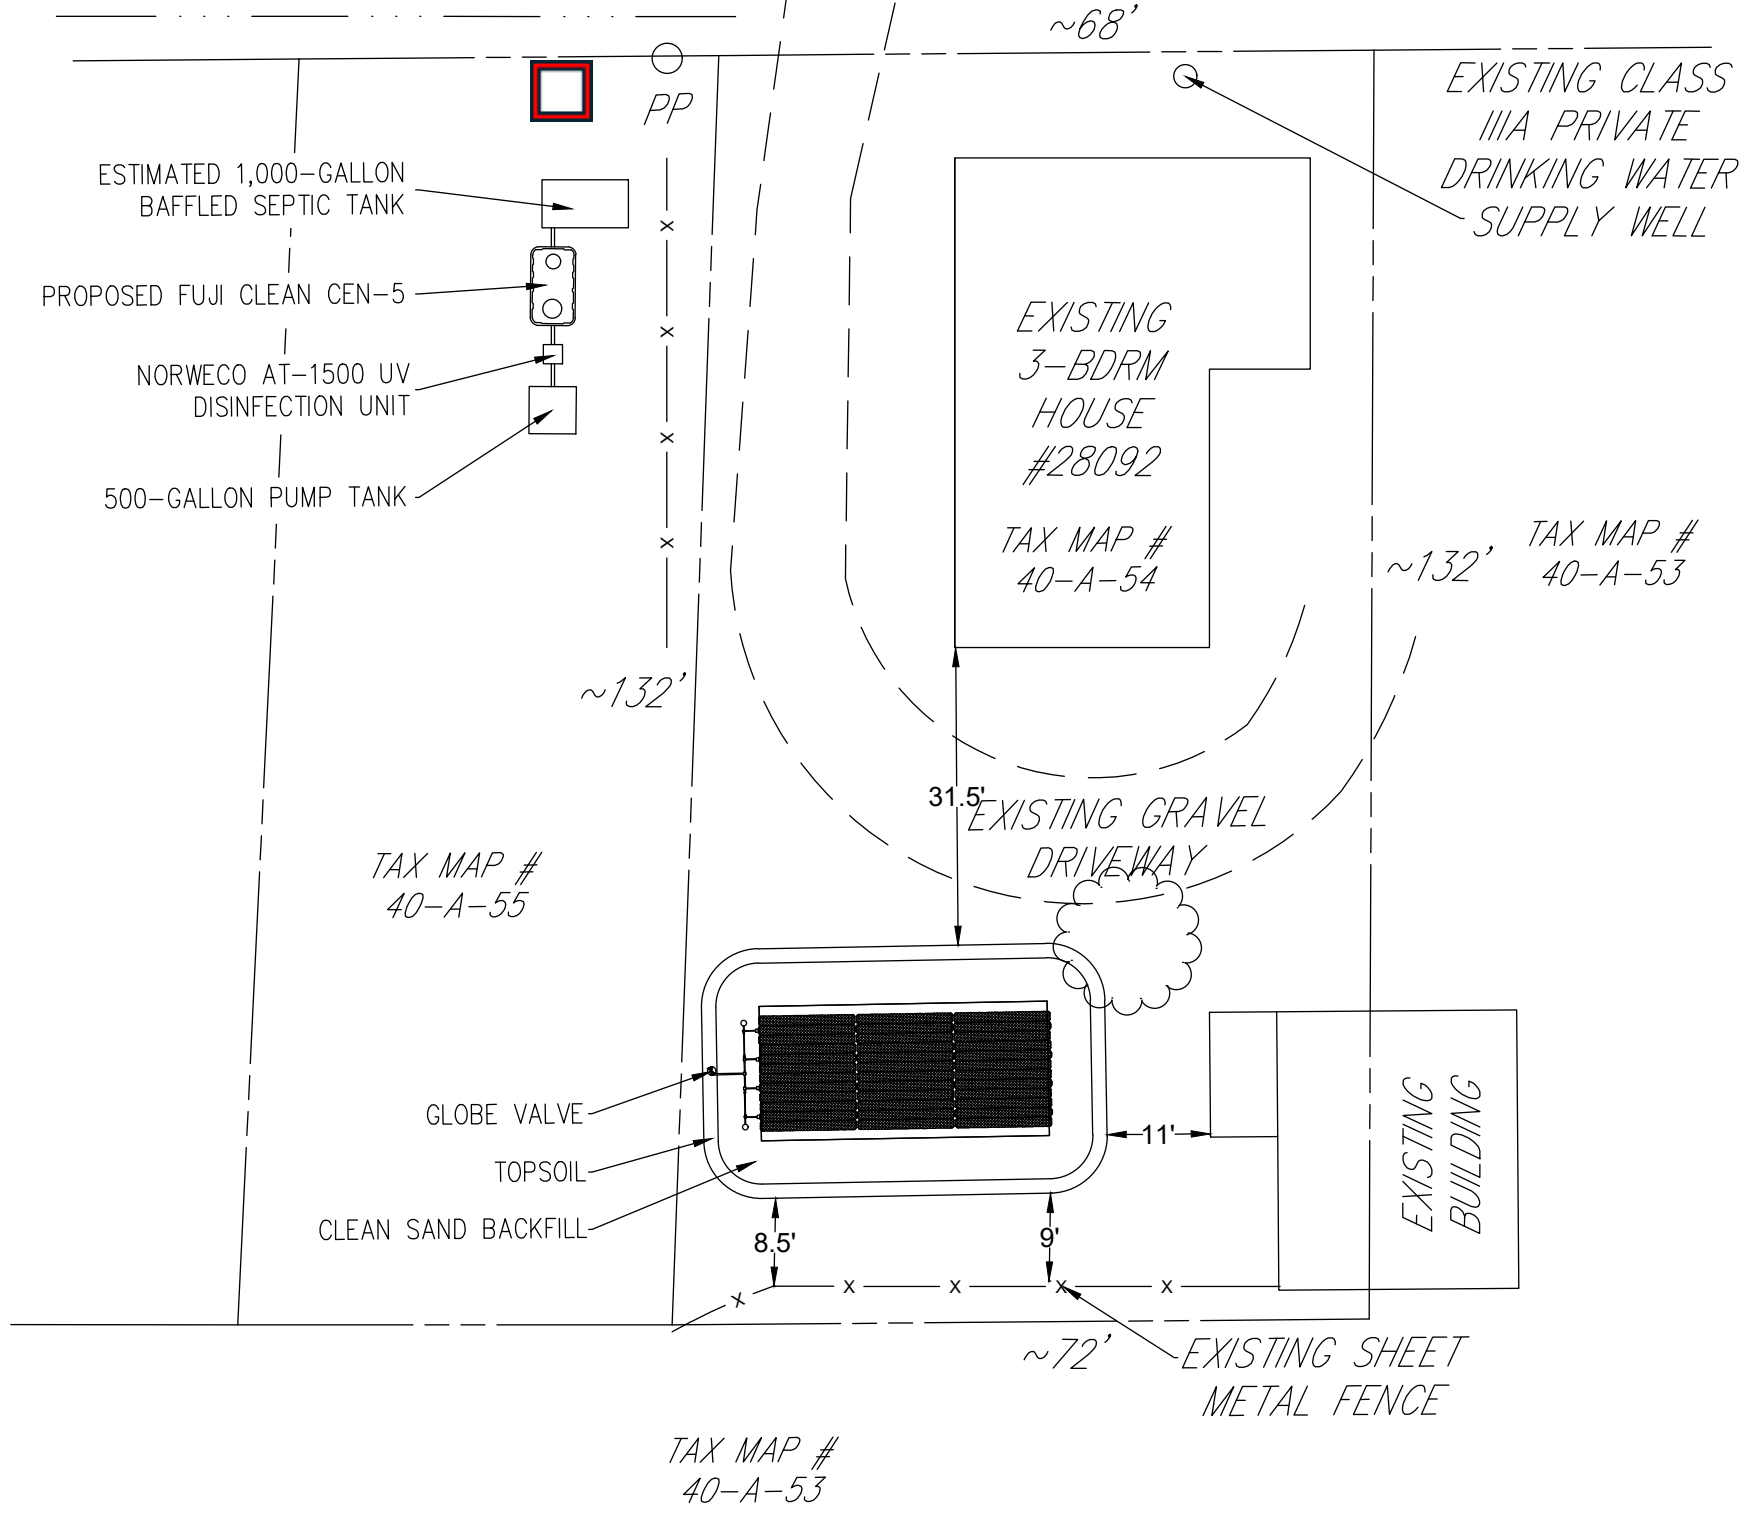 ~68'
PP
EXISTING CLASS
IIIA PRIVATE
DRINKING WATER
SUPPLY WELL
ESTIMATED 1,000-GALLON
BAFFLED SEPTIC TANK
PROPOSED FUJI CLEAN CEN-5
NORWECO AT-1500 UV
DISINFECTION UNIT
500-GALLON PUMP TANK
X
X
X
X
EXISTING
3-BDRM
HOUSE
#28092
TAX MAP #
40-A-54
~132'
TAX MAP #
40-A-53
~132'
31.5'
EXISTING GRAVEL
DRIVEWAY
TAX MAP #
40-A-55
GLOBE VALVE
TOPSOIL
CLEAN SAND BACKFILL
11'
EXISTING
BUILDING
8.5'
9'
X
X
X
X
X
~72'
EXISTING SHEET
METAL FENCE
TAX MAP #
40-A-53